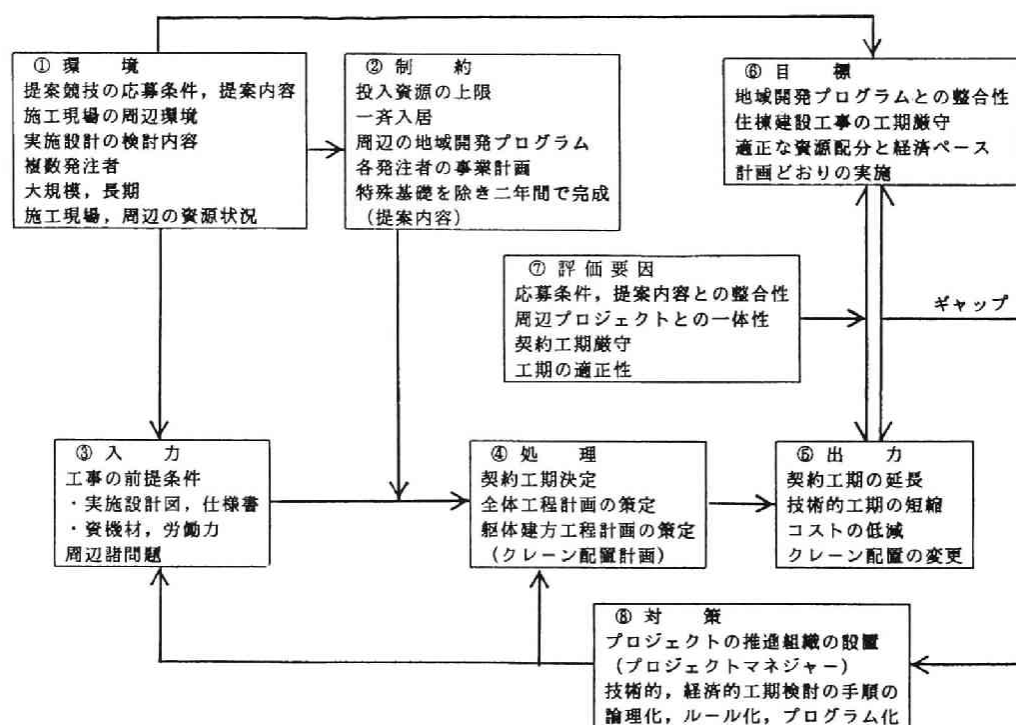 ① 環　　境
提案競技の応募条件，提案内容
施工現場の周辺環境
実施設計の検討内容
複数発注者
大規模，長期
施工現場，周辺の資源状況
② 制　　約
投入資源の上限
一斉入居
周辺の地域開発プログラム
各発注者の事業計画
特殊基礎を除き二年間で完成
（提案内容）
⑥ 目　　標
地域開発プログラムとの整合性
住棟建設工事の工期厳守
適正な資源配分と経済ペース
計画どおりの実施
⑦ 評 価 要 因
応募条件，提案内容との整合性
周辺プロジェクトとの一体性
契約工期厳守
工期の適正性
ギャップ
③ 入　　力
工事の前提条件
・実施設計図，仕様書
・資機材，労働力
周辺諸問題
④ 処　　理
契約工期決定
全体工程計画の策定
躯体建方工程計画の策定
（クレーン配置計画）
⑤ 出　　力
契約工期の延長
技術的工期の短縮
コストの低減
クレーン配置の変更
⑧ 対　　策
プロジェクトの推進組織の設置
（プロジェクトマネジャー）
技術的，経済的工期検討の手順の
論理化，ルール化，プログラム化